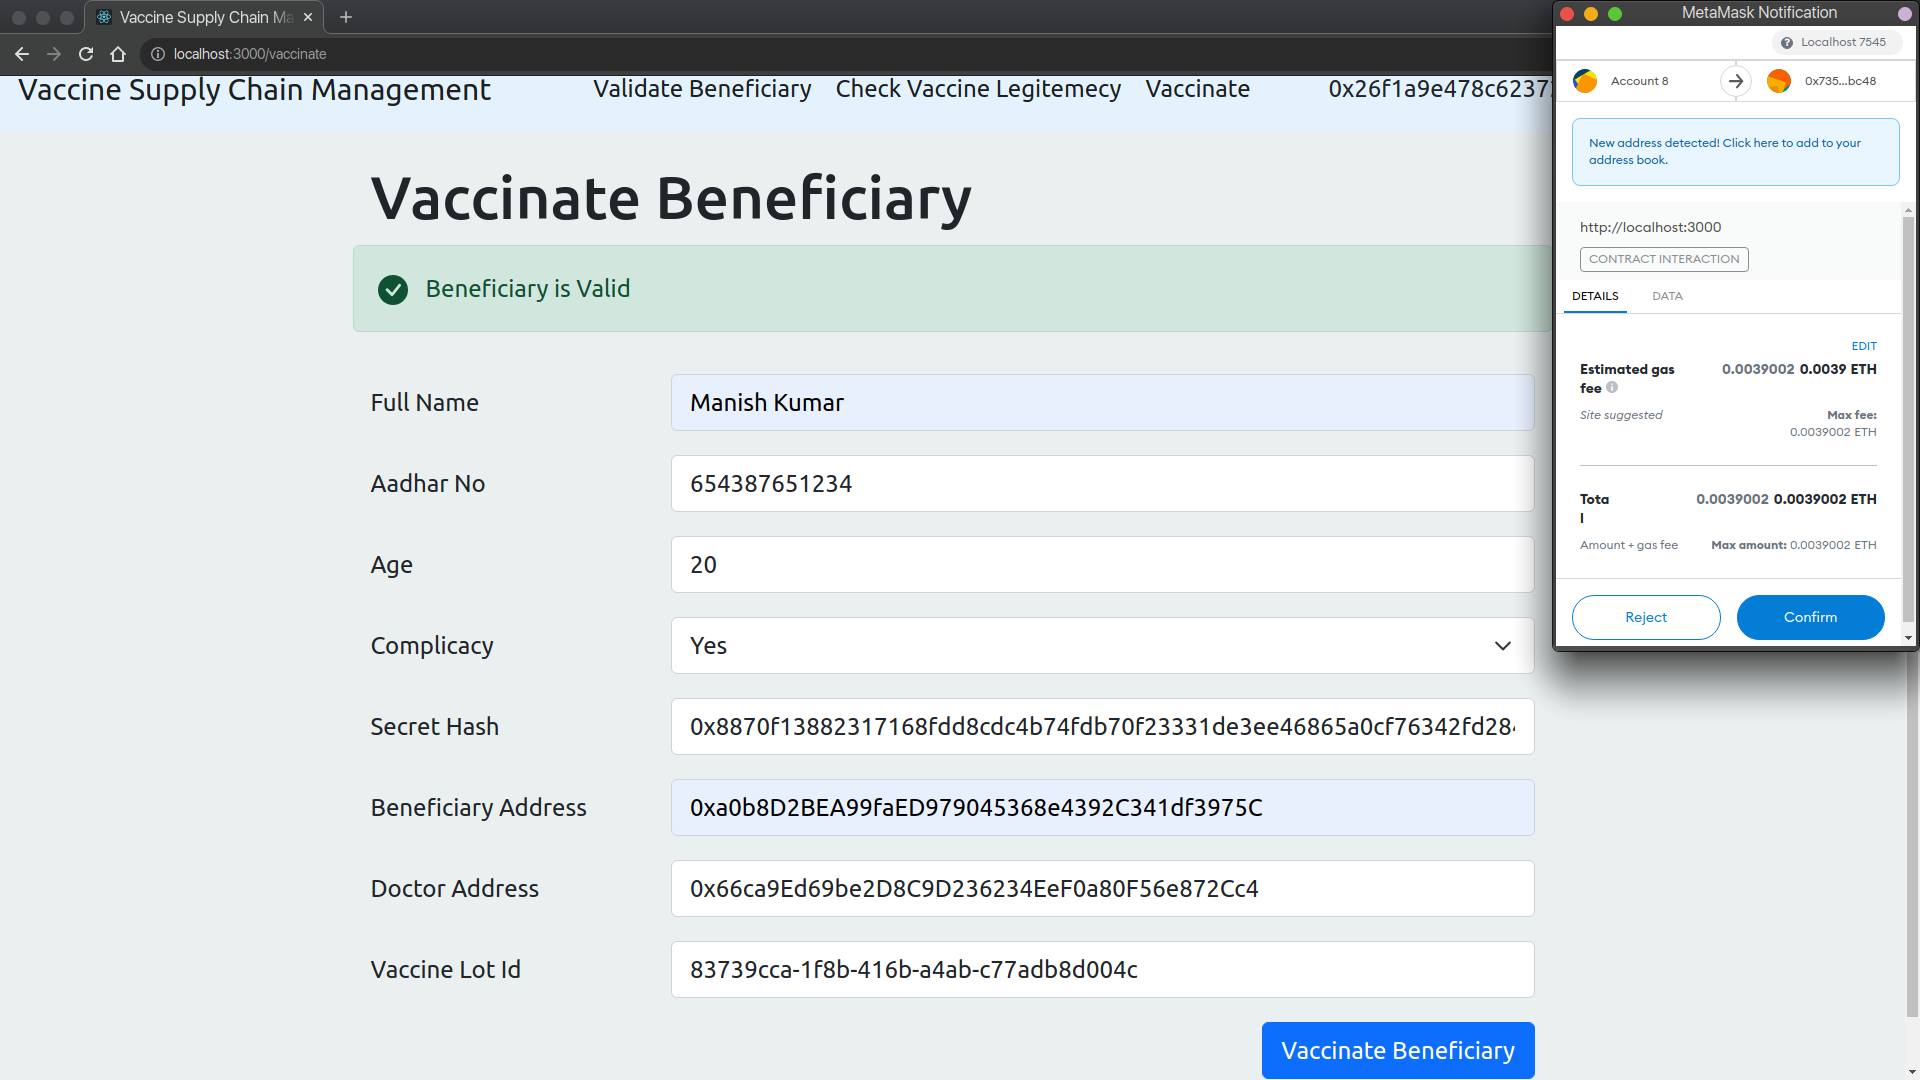 Vaccine Supply Chain Ma
localhost:3000/vaccinate
Vaccine Supply Chain Management
Validate Beneficiary
Check Vaccine Legitemecy
Vaccinate
0x26f1a9e478c6237
Vaccinate Beneficiary
Beneficiary is Valid
Full Name
Manish Kumar
Aadhar No
654387651234
Age
20
Complicacy
Yes
Secret Hash
0x8870f13882317168fdd8cdc4b74fdb70f23331de3ee46865a0cf76342fd284
Beneficiary Address
0xa0b8D2BEA99faED979045368e4392C341df3975C
Doctor Address
0x66ca9Ed69be2D8C9D236234EeF0a80F56e872Cc4
Vaccine Lot Id
83739cca-1f8b-416b-a4ab-c77adb8d004c
Vaccinate Beneficiary
MetaMask Notification
Localhost 7545
Account 8
0x735...bc48
New address detected! Click here to add to your
address book.
http://localhost:3000
CONTRACT INTERACTION
DETAILS
DATA
EDIT
Estimated gas
fee
0.0039002 0.0039 ETH
Site suggested
Max fee:
0.0039002 ETH
Tota
l
0.0039002 0.0039002 ETH
Amount + gas fee
Max amount: 0.0039002 ETH
Reject
Confirm